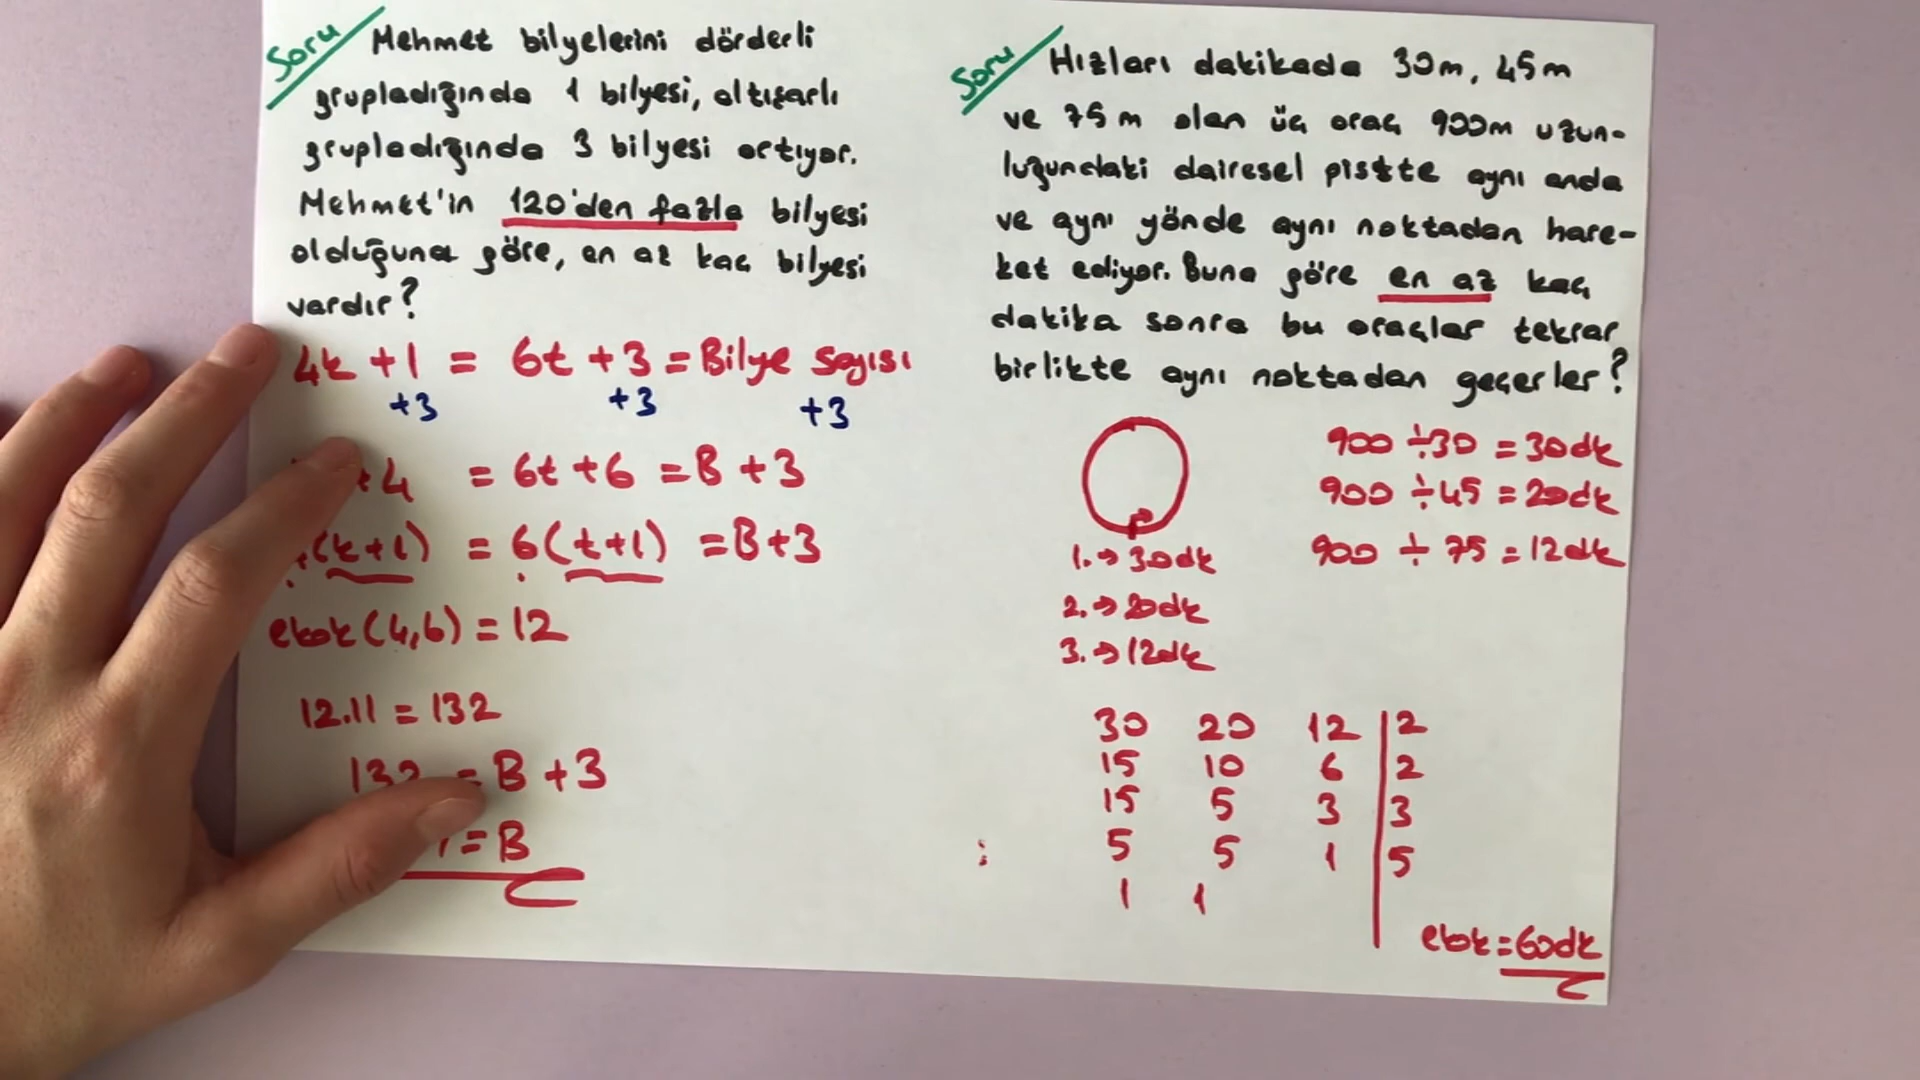 Soru Mehmet bilyelerini dörderli
grupladığında 1 bilyesi, altışarlı
grupladığında 3 bilyesi artıyor.
Mehmet'in 120'den fazla bilyesi
olduğuna göre, en az kaç bilyesi
vardır?
4k +1 = 6t +3 = Bilye sayısı
+3 +3 +3
+4 = 6t +6 = B +3
(k+1) = 6(t+1) = B+3
ekok(4,6) = 12
12.11 = 132
132 = B +3
= B
Soru Hızları dakikada 30m, 45m
ve 75m olan üç araç 900m uzun-
luğundaki dairesel pistte aynı anda
ve aynı yönde aynı noktadan hare-
ket ediyor. Buna göre en az kaç
dakika sonra bu araçlar tekrar
birlikte aynı noktadan geçerler?
900 ÷30 = 30dk
900 ÷45 = 20dk
900 ÷ 75 = 12dk
1. → 30dk
2. → 20dk
3. → 12dk
30 20 12 | 2
15 10 6 | 2
15 5 3 | 3
5 5 1 | 5
1 1
ekok = 60dk